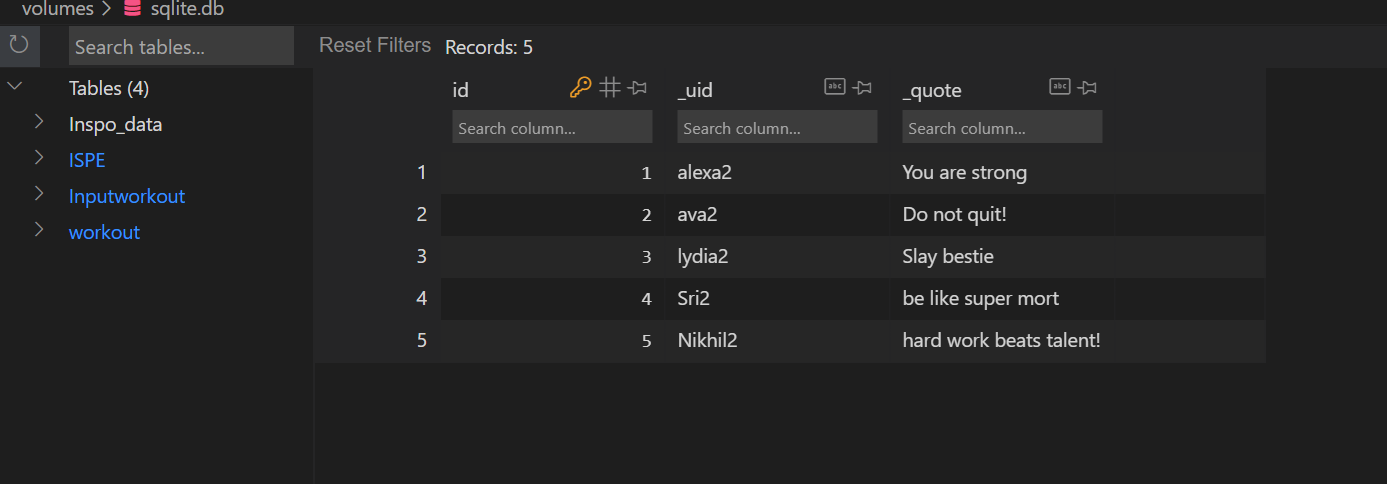 volumes > sqlite.db
Search tables... Reset Filters Records: 5
Tables (4)
Inspo_data
ISPE
Inputworkout
workout
id _uid abc _quote abc
Search column... Search column... Search column...
1 1 alexa2 You are strong
2 2 ava2 Do not quit!
3 3 lydia2 Slay bestie
4 4 Sri2 be like super mort
5 5 Nikhil2 hard work beats talent!